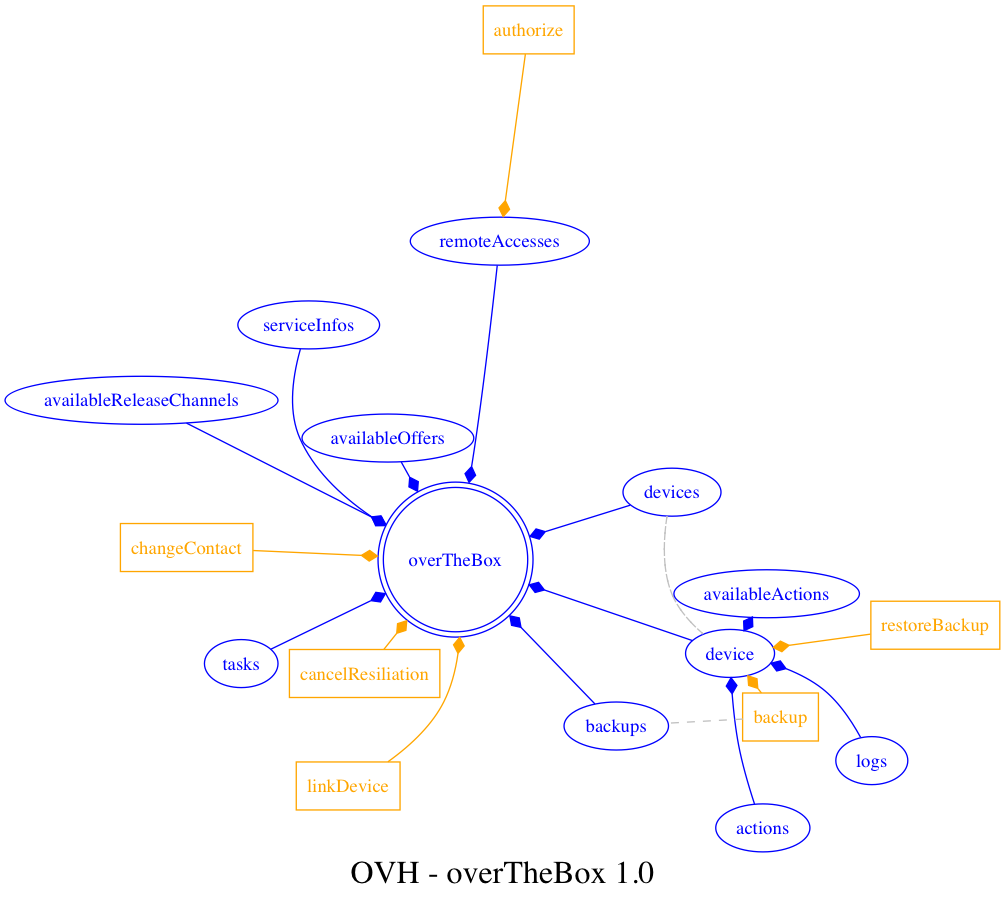 authorize
remoteAccesses
serviceInfos
availableReleaseChannels
availableOffers
devices
changeContact
overTheBox
availableActions
restoreBackup
device
tasks
cancelResiliation
backup
backups
logs
linkDevice
actions
OVH - overTheBox 1.0